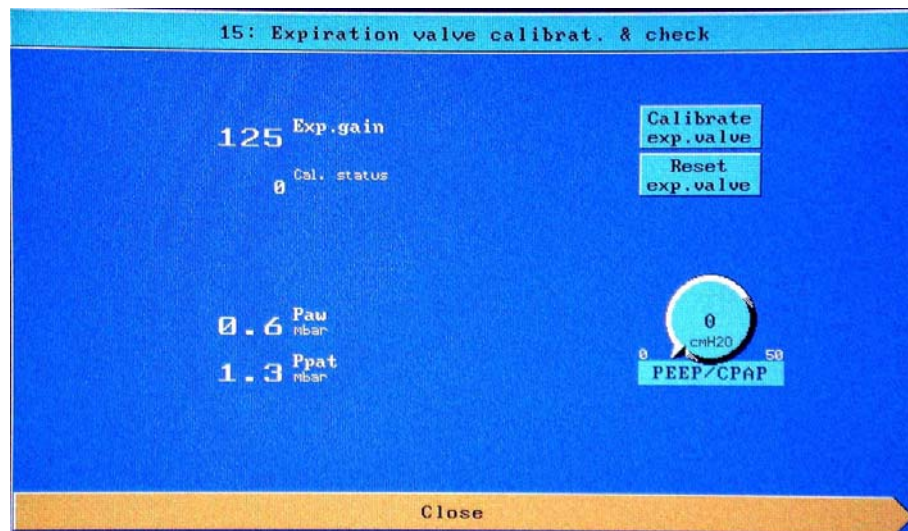 15: Expiration valve calibrat. & check
125 Exp.gain
0 Cal. status
Calibrate
exp.valve
Reset
exp.valve
0.6 Paw
mbar
1.3 Ppat
mbar
0
cmH2O
0 50
PEEP/CPAP
Close